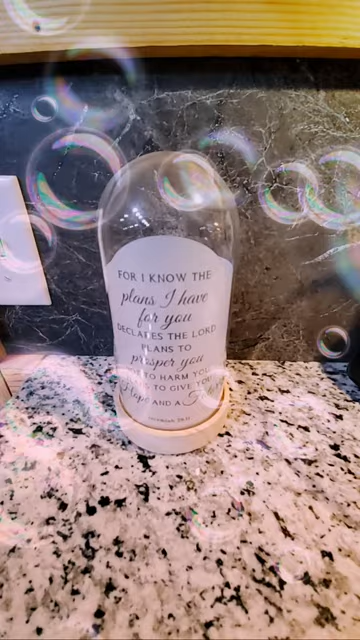 FOR I KNOW THE
plans I have
for you
DECLARES THE LORD
PLANS TO
prosper you
TO HARM YOU
TO GIVE YOU
hope AND A